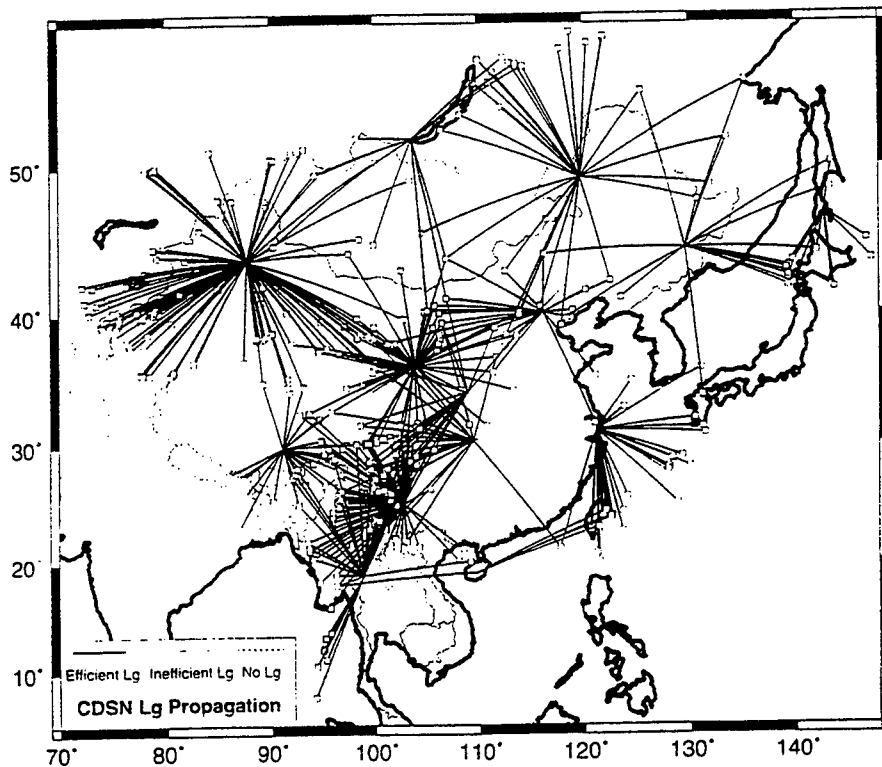 50°
40°
30°
20°
10°
Efficient Lg Inefficient Lg No Lg
CDSN Lg Propagation
70° 80° 90° 100° 110° 120° 130° 140°